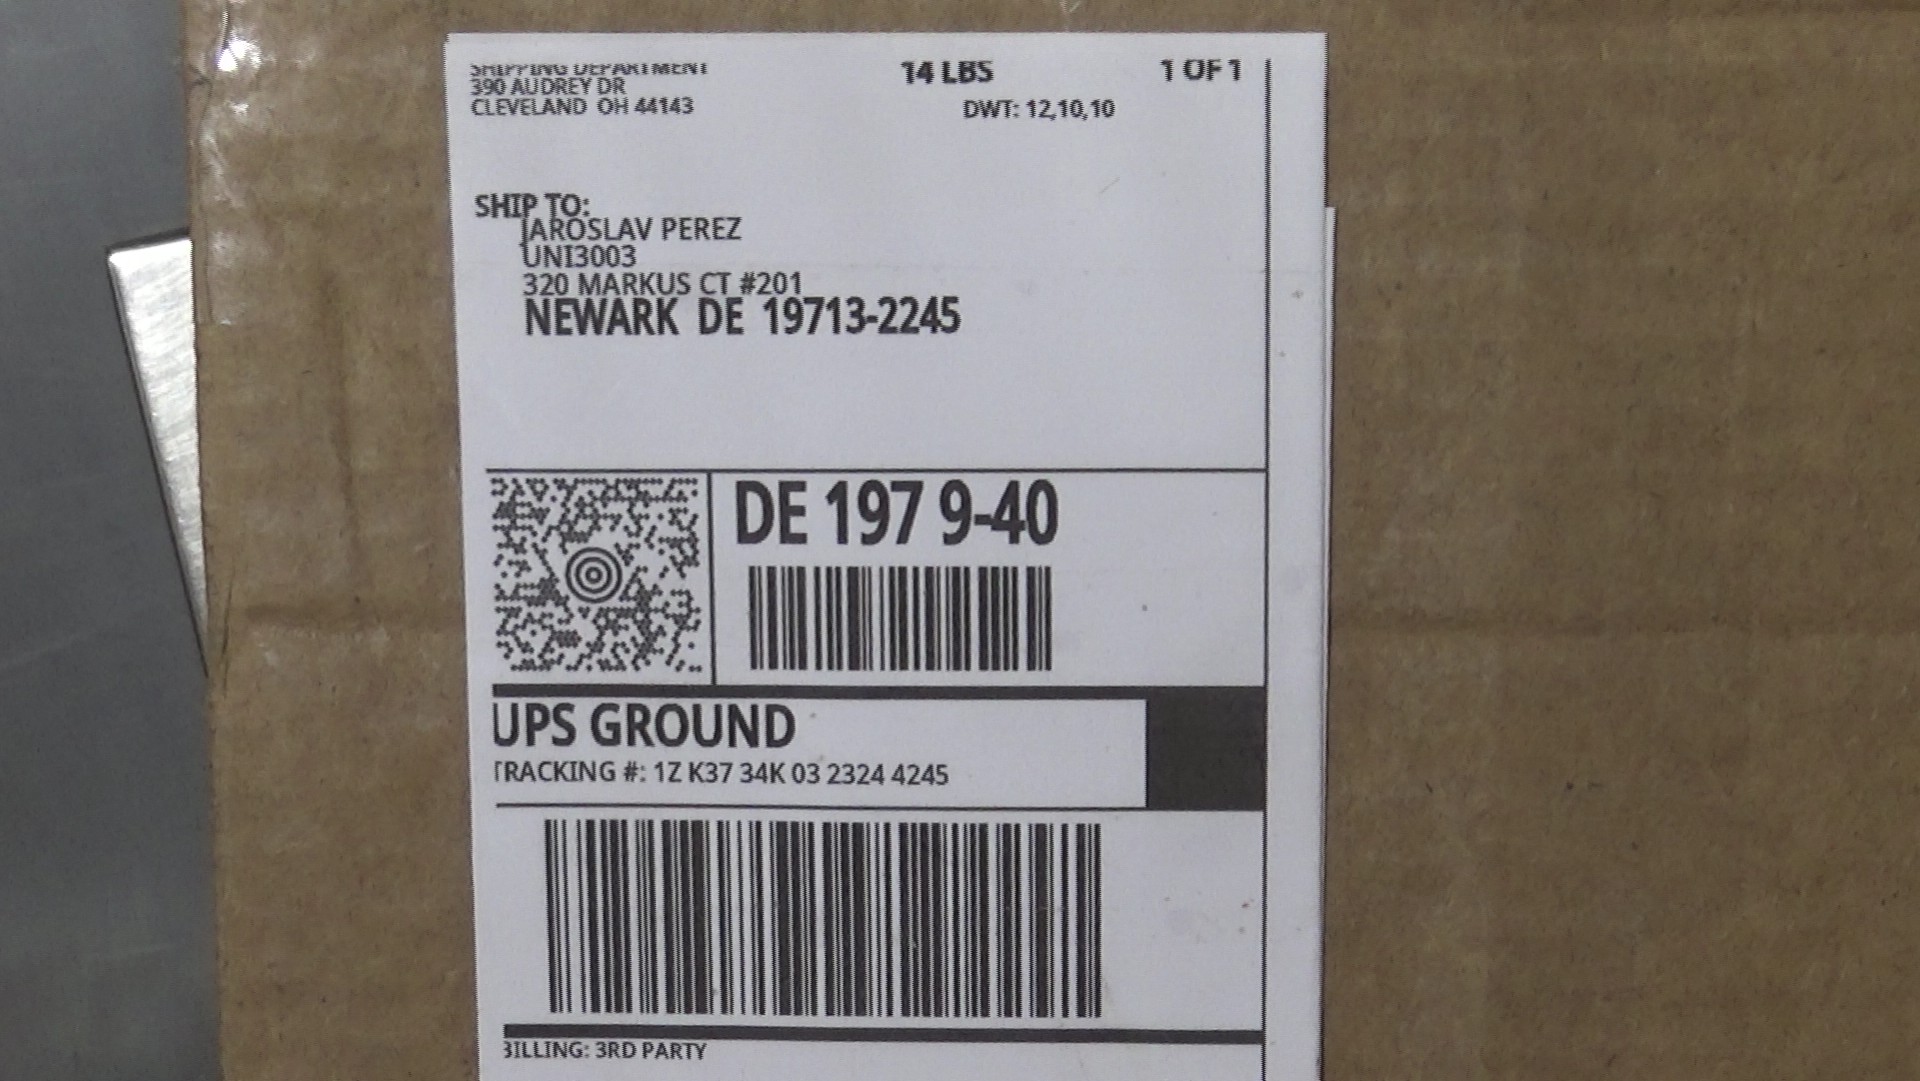 SHIPPING DEPARTMENT
390 AUDREY DR
CLEVELAND OH 44143
14 LBS
1 OF 1
DWT: 12,10,10
SHIP TO:
JAROSLAV PEREZ
UNI3003
320 MARKUS CT #201
NEWARK DE 19713-2245
DE 197 9-40
UPS GROUND
TRACKING #: 1Z K37 34K 03 2324 4245
BILLING: 3RD PARTY